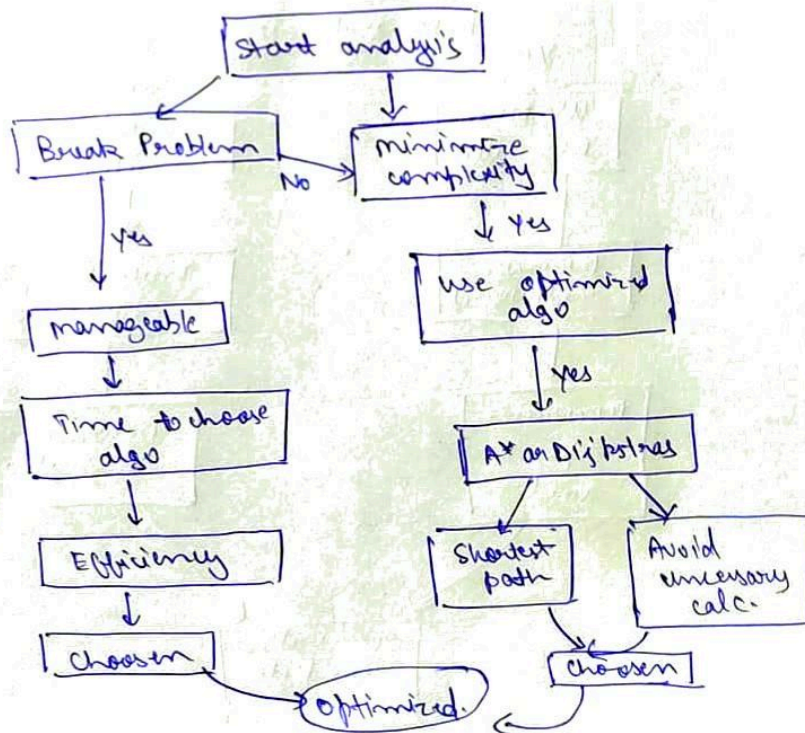 Start analysis
Break Problem
minimize
complexity
No
Yes
Yes
manageable
use optimized
algo
Yes
Time to choose
algo
A* or Dijkstras
Efficiency
Shortest
path
Avoid
unncessary
calc.
choosen
choosen
optimized.